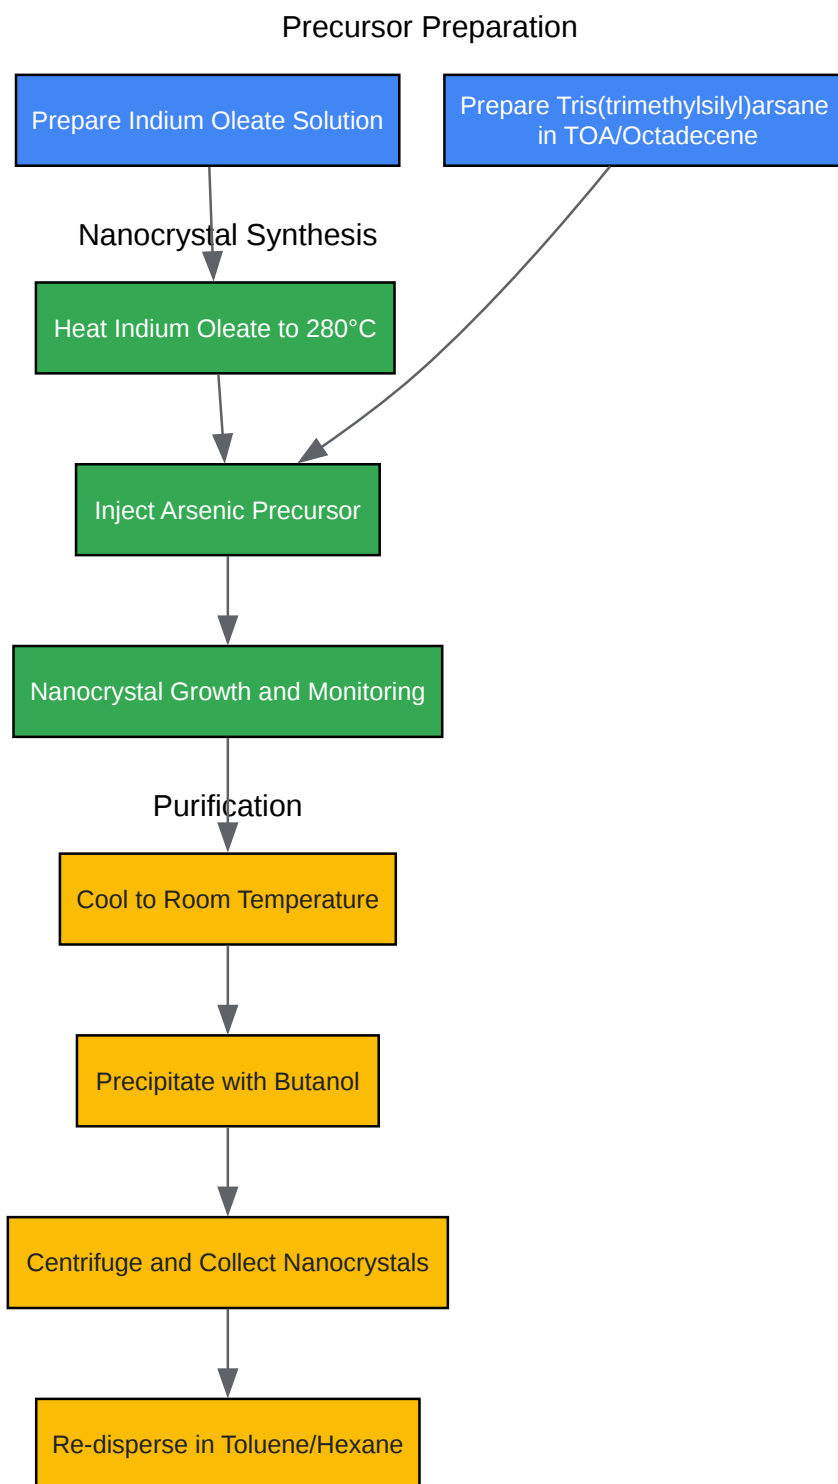 Precursor Preparation
Prepare Indium Oleate Solution
Prepare Tris(trimethylsilyl)arsane
in TOA/Octadecene
Nanocrystal Synthesis
Heat Indium Oleate to 280°C
Inject Arsenic Precursor
Nanocrystal Growth and Monitoring
Purification
Cool to Room Temperature
Precipitate with Butanol
Centrifuge and Collect Nanocrystals
Re-disperse in Toluene/Hexane